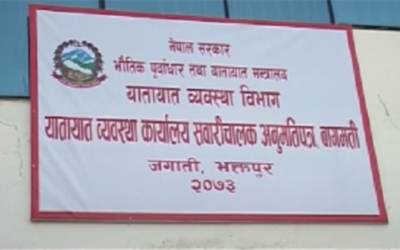 नेपाल सरकार
भौतिक पूर्वाधार तथा यातायात मन्त्रालय
यातायात व्यवस्था विभाग
यातायात व्यवस्था कार्यालय सवारीचालक अनुमतिपत्र, बागमती
जगाती, भक्तपुर
२०७३